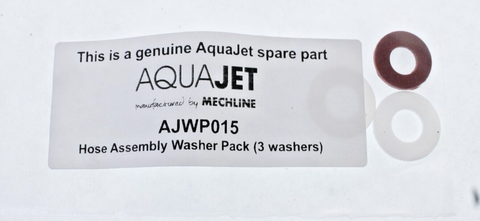 This is a genuine AquaJet spare part
AQUAJET
manufactured by MECHLINE
AJWP015
Hose Assembly Washer Pack (3 washers)